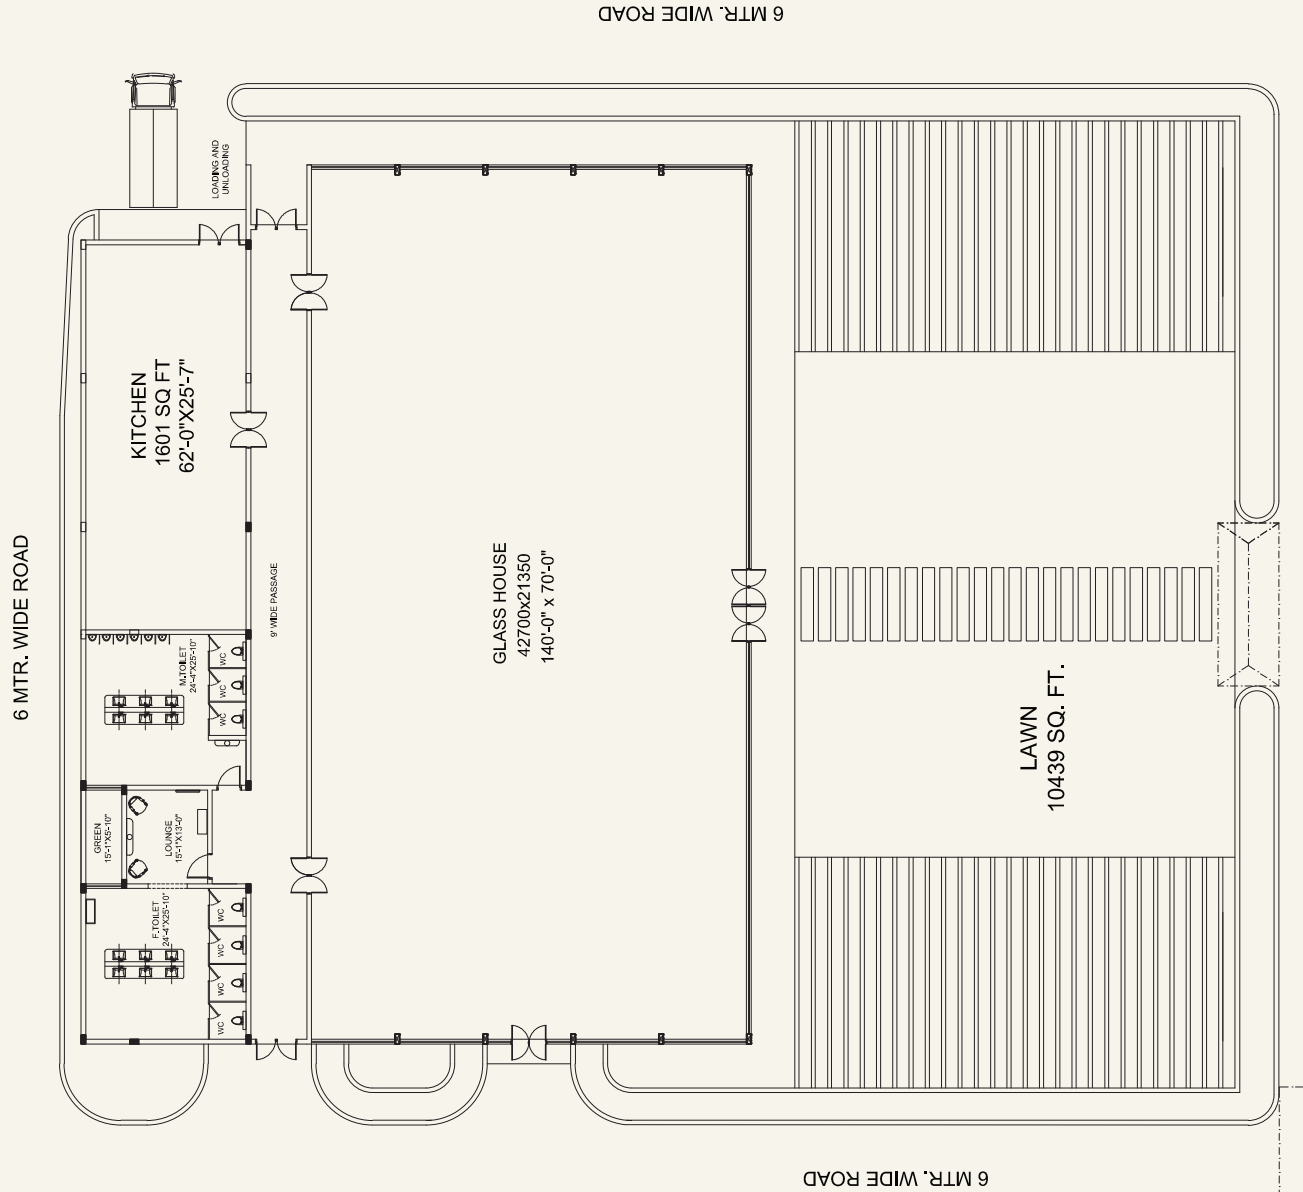 6 MTR. WIDE ROAD
LOADING AND
UNLOADING
KITCHEN
1601 SQ FT
62'-0"X25'-7"
6 MTR. WIDE ROAD
9' WIDE PASSAGE
GLASS HOUSE
42700x21350
140'-0" x 70'-0"
M.TOILET
24'-4"X25'-10"
WC
WC
WC
LAWN
10439 SQ. FT.
GREEN
15'-1"X5'-10"
LOUNGE
15'-1"X13'-0"
F.TOILET
24'-4"X25'-10"
WC
WC
WC
WC
6 MTR. WIDE ROAD